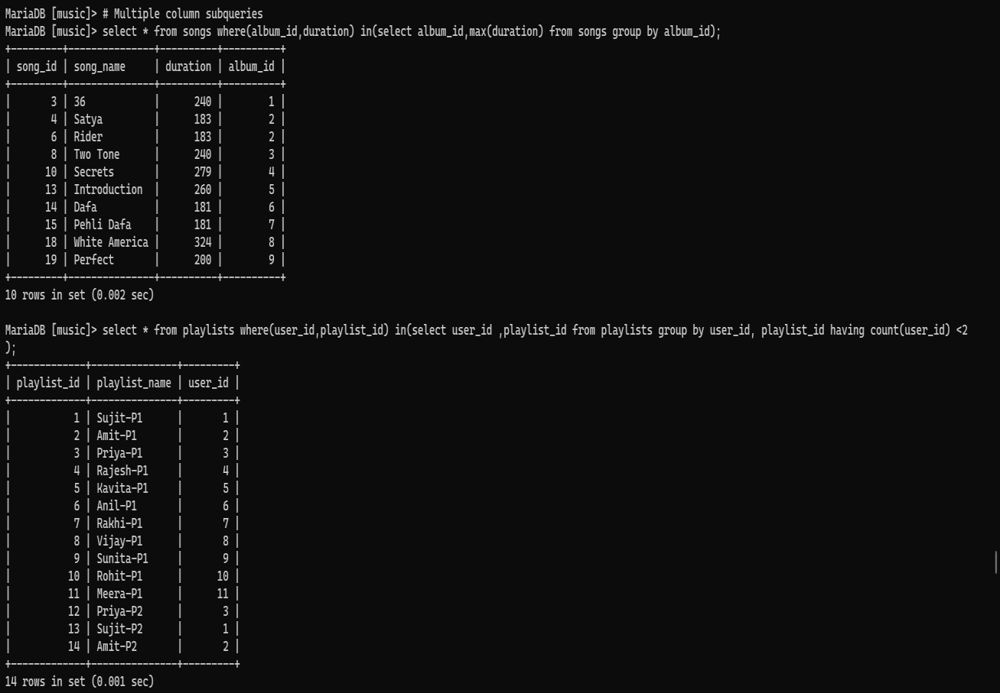 MariaDB [music]> # Multiple column subqueries
MariaDB [music]> select * from songs where(album_id,duration) in(select album_id,max(duration) from songs group by album_id);
+---------+---------------+----------+----------+
| song_id | song_name     | duration | album_id |
+---------+---------------+----------+----------+
|       3 | 36            |      240 |        1 |
|       4 | Satya         |      183 |        2 |
|       6 | Rider         |      183 |        2 |
|       8 | Two Tone      |      240 |        3 |
|      10 | Secrets       |      279 |        4 |
|      13 | Introduction  |      260 |        5 |
|      14 | Dafa          |      181 |        6 |
|      15 | Pehli Dafa    |      181 |        7 |
|      18 | White America |      324 |        8 |
|      19 | Perfect       |      200 |        9 |
+---------+---------------+----------+----------+
10 rows in set (0.002 sec)

MariaDB [music]> select * from playlists where(user_id,playlist_id) in(select user_id ,playlist_id from playlists group by user_id, playlist_id having count(user_id) <2
);
+-------------+---------------+---------+
| playlist_id | playlist_name | user_id |
+-------------+---------------+---------+
|           1 | Sujit-P1      |       1 |
|           2 | Amit-P1       |       2 |
|           3 | Priya-P1      |       3 |
|           4 | Rajesh-P1     |       4 |
|           5 | Kavita-P1     |       5 |
|           6 | Anil-P1       |       6 |
|           7 | Rakhi-P1      |       7 |
|           8 | Vijay-P1      |       8 |
|           9 | Sunita-P1     |       9 |
|          10 | Rohit-P1      |      10 |
|          11 | Meera-P1      |      11 |
|          12 | Priya-P2      |       3 |
|          13 | Sujit-P2      |       1 |
|          14 | Amit-P2       |       2 |
+-------------+---------------+---------+
14 rows in set (0.001 sec)